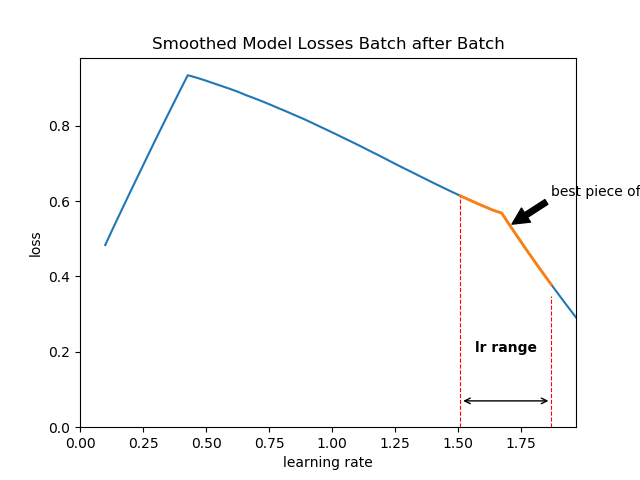 Smoothed Model Losses Batch after Batch
0.8
0.6
0.4
0.2
0.0
loss
best piece of
lr range
0.00 0.25 0.50 0.75 1.00 1.25 1.50 1.75
learning rate